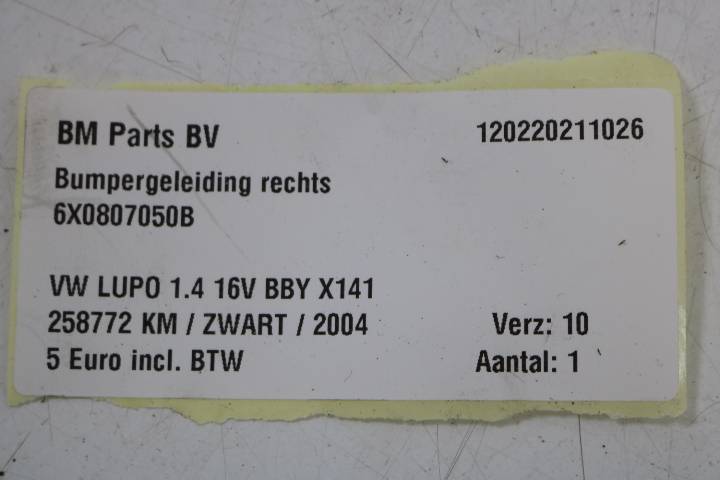 BM Parts BV 120220211026
Bumpergeleiding rechts
6X0807050B
VW LUPO 1.4 16V BBY X141
258772 KM / ZWART / 2004 Verz: 10
5 Euro incl. BTW Aantal: 1